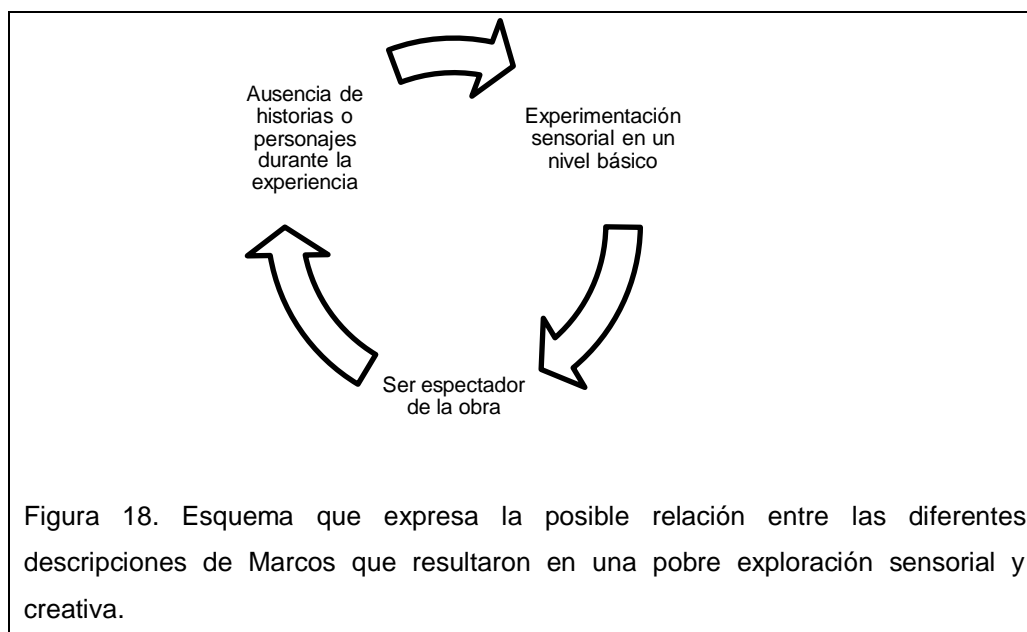 Ausencia de
historias o
personajes
durante la
experiencia
Experimentación
sensorial en un
nivel básico
Ser espectador
de la obra
Figura 18. Esquema que expresa la posible relación entre las diferentes
descripciones de Marcos que resultaron en una pobre exploración sensorial y
creativa.